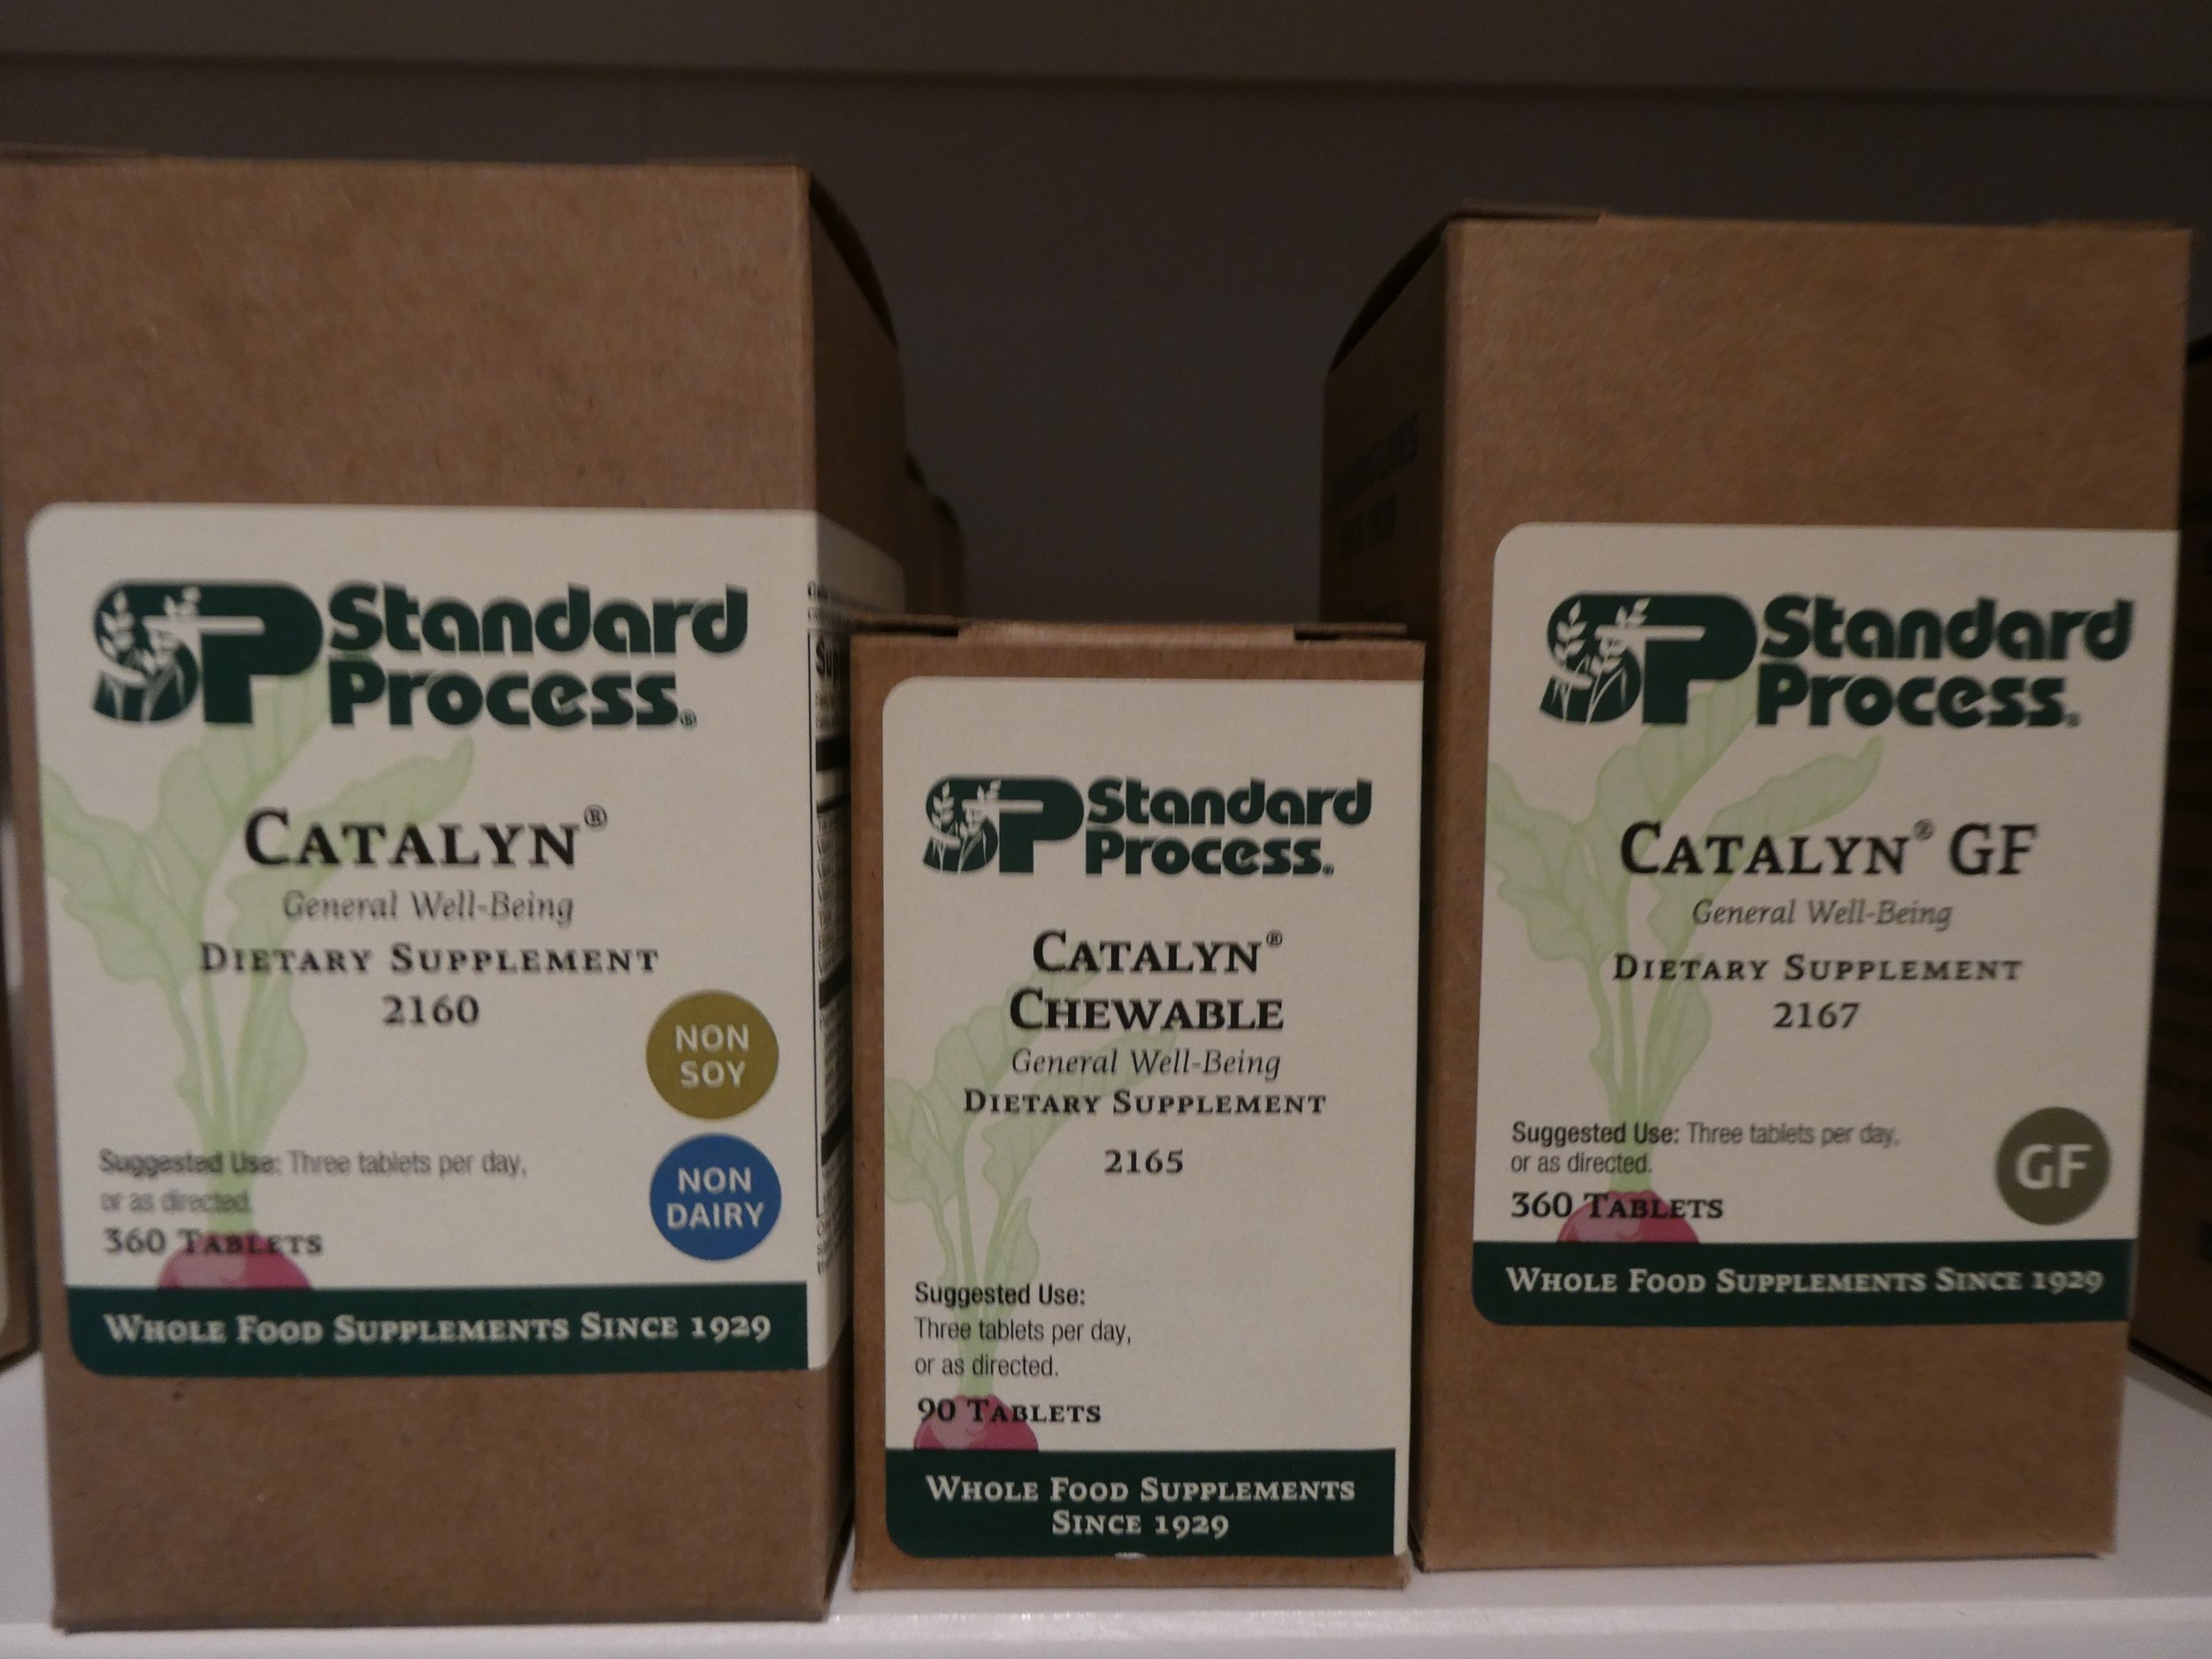 SP Standard
Process®
CATALYN®
General Well-Being
DIETARY SUPPLEMENT
2160
NON
SOY
Suggested Use: Three tablets per day,
or as directed.
360 TABLETS
NON
DAIRY
WHOLE FOOD SUPPLEMENTS SINCE 1929
SP Standard
Process®
CATALYN®
CHEWABLE
General Well-Being
DIETARY SUPPLEMENT
2165
Suggested Use:
Three tablets per day,
or as directed.
90 TABLETS
WHOLE FOOD SUPPLEMENTS
SINCE 1929
SP Standard
Process®
CATALYN® GF
General Well-Being
DIETARY SUPPLEMENT
2167
Suggested Use: Three tablets per day,
or as directed.
360 TABLETS
GF
WHOLE FOOD SUPPLEMENTS SINCE 1929